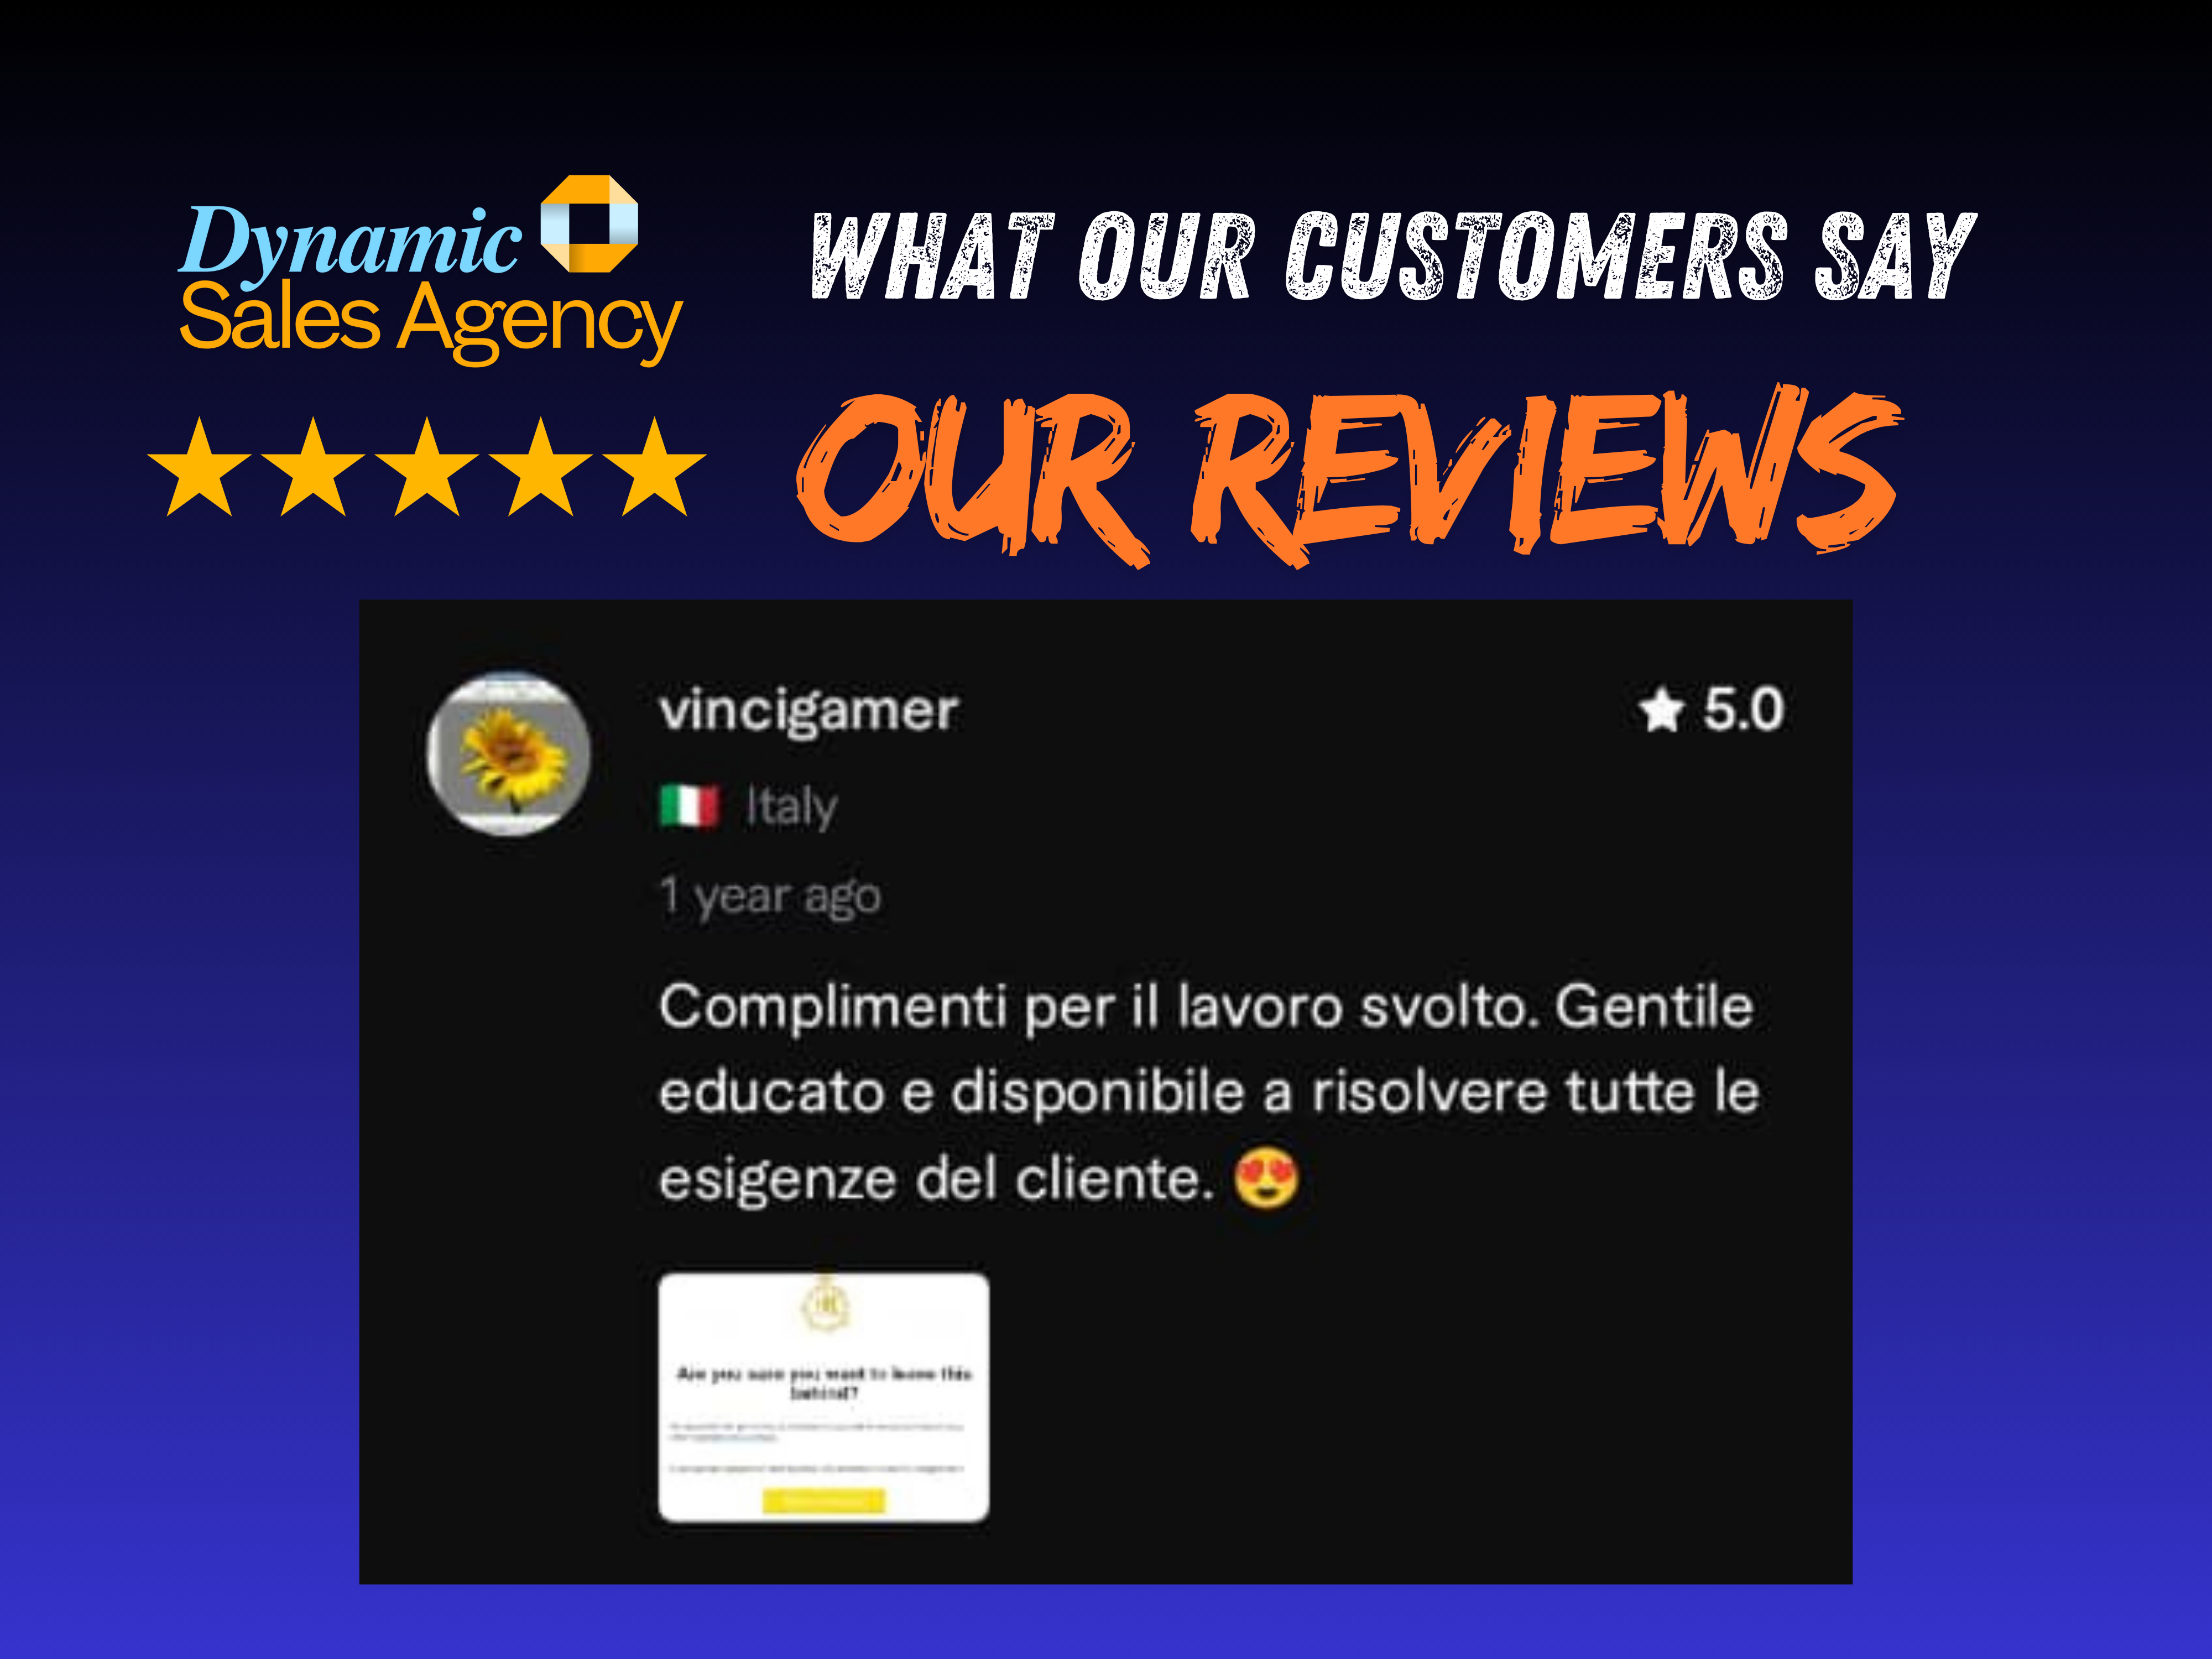 Dynamic
Sales Agency
WHAT OUR CUSTOMERS SAY
OUR REVIEWS
vincigamer
5.0
Italy
1 year ago
Complimenti per il lavoro svolto. Gentile
educato e disponibile a risolvere tutte le
esigenze del cliente. 😍
Are you sure you want to leave this
behind?